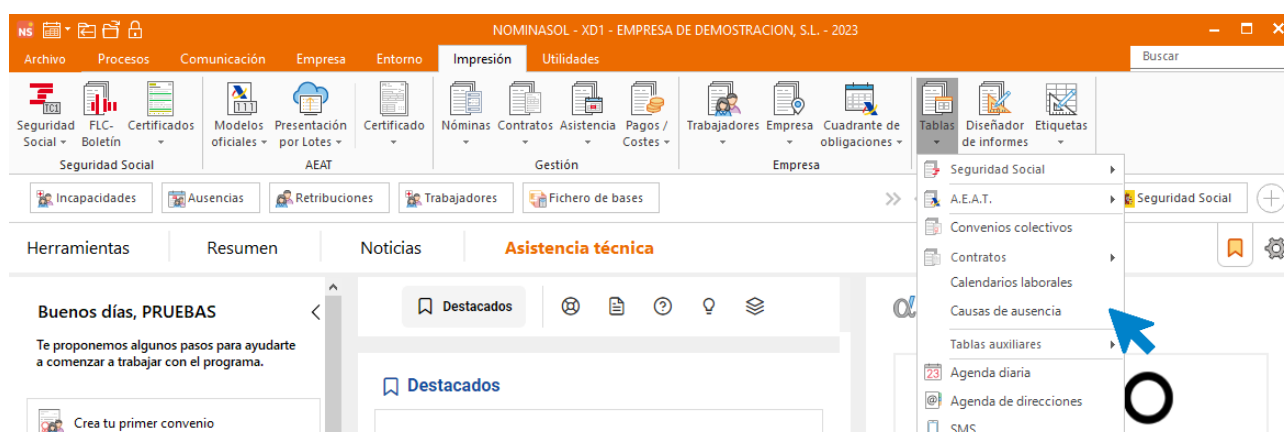 NS
NOMINASOL - XD1 - EMPRESA DE DEMOSTRACION, S.L. - 2023
Archivo Procesos Comunicación Empresa Entorno Impresión Utilidades Buscar
TC1 111
Seguridad Social FLC-Boletín Certificados Modelos oficiales Presentación por Lotes Certificado Nóminas Contratos Asistencia Pagos / Costes Trabajadores Empresa Cuadrante de obligaciones Tablas Diseñador de informes Etiquetas
Seguridad Social AEAT Gestión Empresa
Incapacidades Ausencias Retribuciones Trabajadores Fichero de bases Seguridad Social
Herramientas Resumen Noticias Asistencia técnica
Buenos días, PRUEBAS
Te proponemos algunos pasos para ayudarte
a comenzar a trabajar con el programa.
Crea tu primer convenio
Destacados
Destacados
Seguridad Social
A.E.A.T.
Convenios colectivos
Contratos
Calendarios laborales
Causas de ausencia
Tablas auxiliares
23 Agenda diaria
@ Agenda de direcciones
SMS